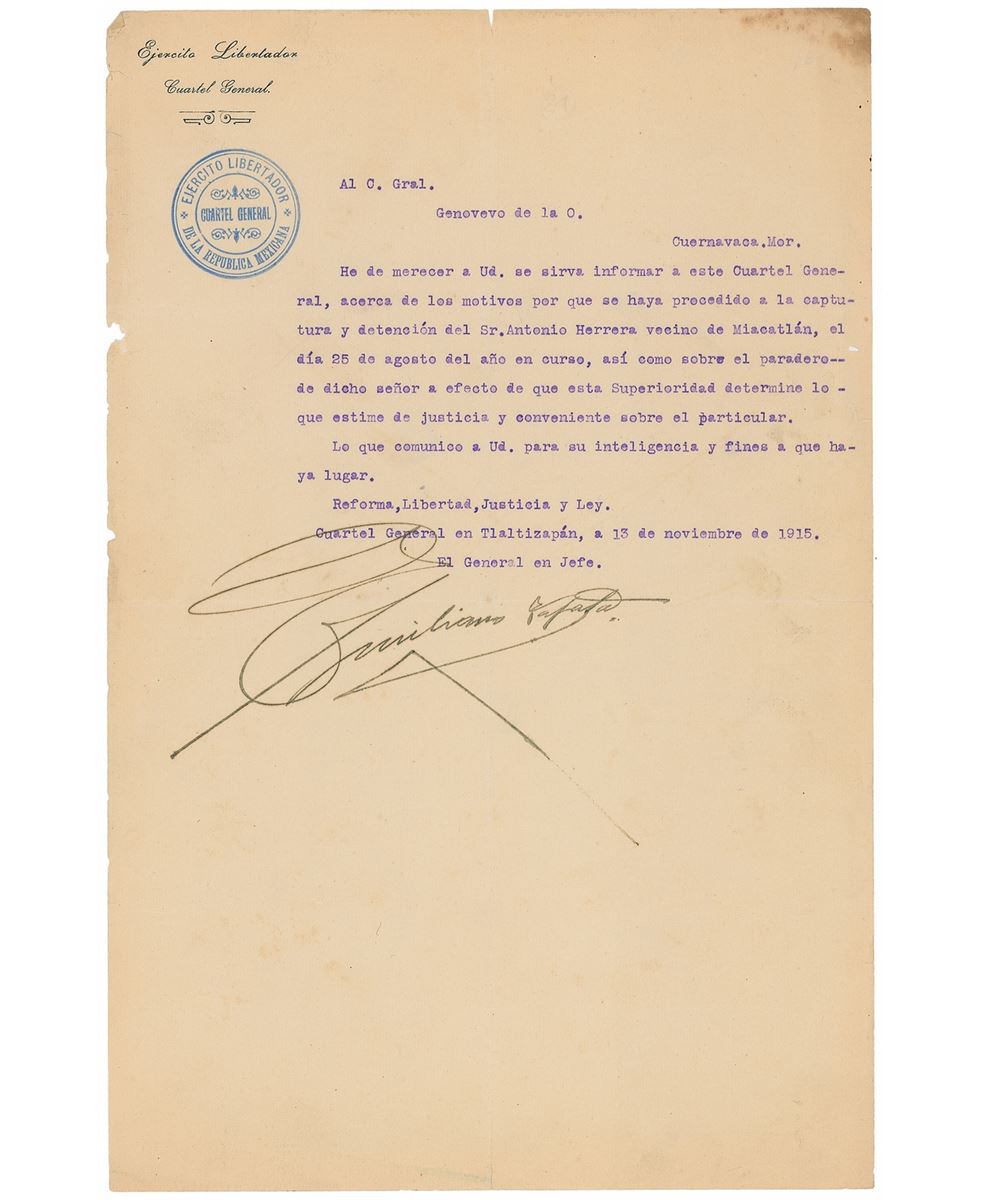 Ejercito Libertador
Cuartel General.
EJERCITO LIBERTADOR
CUARTEL GENERAL
DE LA REPUBLICA MEXICANA
Al C. Gral.
Genovevo de la O.
Cuernavaca.Mor.
He de merecer a Ud. se sirva informar a este Cuartel Gene-
ral, acerca de los motivos por que se haya procedido a la captu-
tura y detención del Sr.Antonio Herrera vecino de Miacatlán, el
día 25 de agosto del año en curso, así como sobre el paradero--
de dicho señor a efecto de que esta Superioridad determine lo -
que estime de justicia y conveniente sobre el particular.
Lo que comunico a Ud. para su inteligencia y fines a que ha-
ya lugar.
Reforma,Libertad,Justicia y Ley.
Cuartel General en Tlaltizapán, a 13 de noviembre de 1915.
El General en Jefe.
Emiliano Zapata.